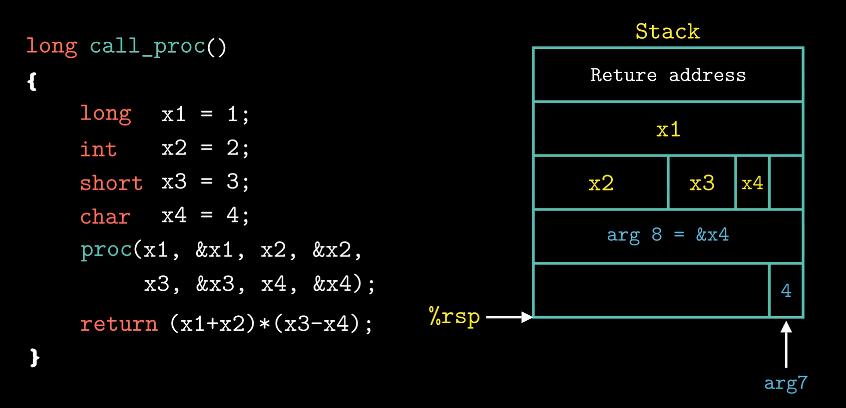 long call_proc()
{
long x1 = 1;
int x2 = 2;
short x3 = 3;
char x4 = 4;
proc(x1, &x1, x2, &x2,
x3, &x3, x4, &x4);
return (x1+x2)*(x3-x4);
}
Stack
Reture address
x1
x2 x3 x4
arg 8 = &x4
4
%rsp
arg7